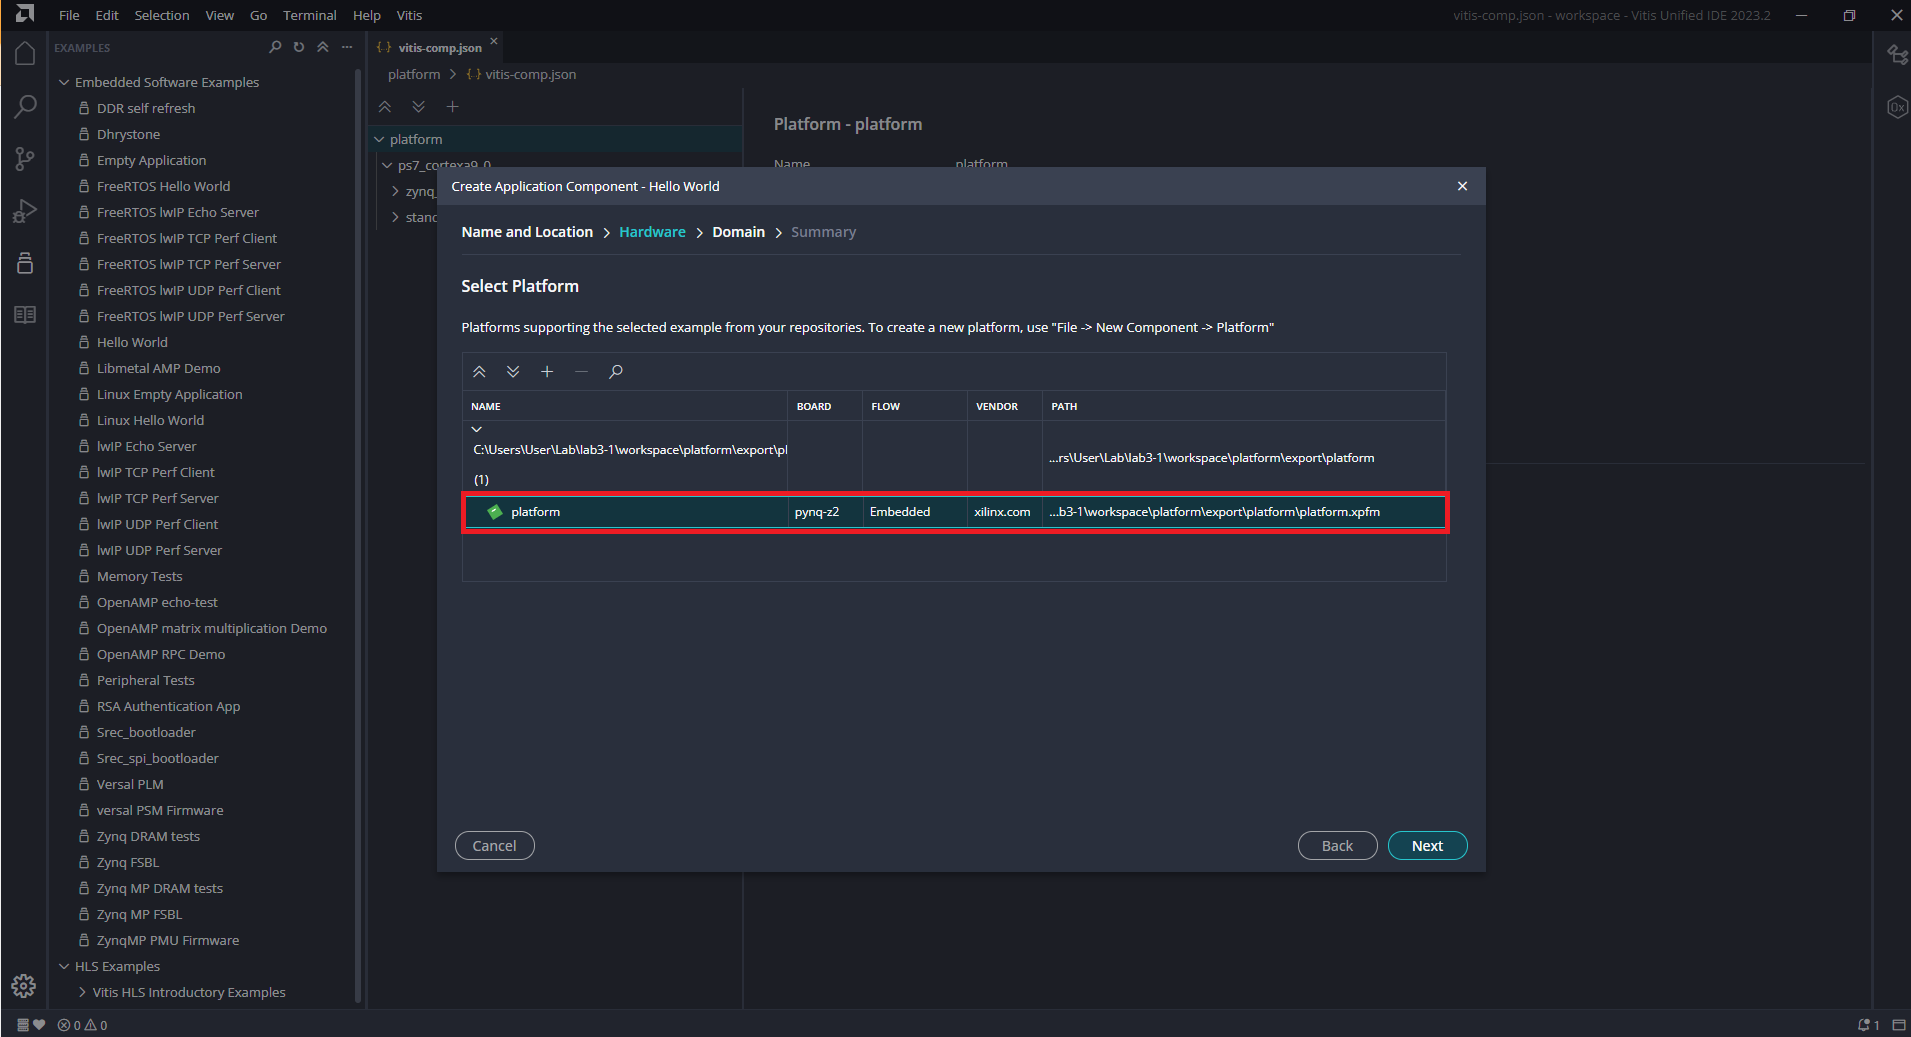 File Edit Selection View Go Terminal Help Vitis
vitis-comp.json - workspace - Vitis Unified IDE 2023.2
EXAMPLES
Embedded Software Examples
DDR self refresh
Dhrystone
Empty Application
FreeRTOS Hello World
FreeRTOS lwIP Echo Server
FreeRTOS lwIP TCP Perf Client
FreeRTOS lwIP TCP Perf Server
FreeRTOS lwIP UDP Perf Client
FreeRTOS lwIP UDP Perf Server
Hello World
Libmetal AMP Demo
Linux Empty Application
Linux Hello World
lwIP Echo Server
lwIP TCP Perf Client
lwIP TCP Perf Server
lwIP UDP Perf Client
lwIP UDP Perf Server
Memory Tests
OpenAMP echo-test
OpenAMP matrix multiplication Demo
OpenAMP RPC Demo
Peripheral Tests
RSA Authentication App
Srec_bootloader
Srec_spi_bootloader
Versal PLM
versal PSM Firmware
Zynq DRAM tests
Zynq FSBL
Zynq MP DRAM tests
Zynq MP FSBL
ZynqMP PMU Firmware
HLS Examples
Vitis HLS Introductory Examples
{} vitis-comp.json
platform > {} vitis-comp.json
platform
ps7_cortexa9_0
zynq_
stanc
Platform - platform
Name platform
Create Application Component - Hello World
Name and Location > Hardware > Domain > Summary
Select Platform
Platforms supporting the selected example from your repositories. To create a new platform, use "File -> New Component -> Platform"
NAME BOARD FLOW VENDOR PATH
C:\Users\User\Lab\lab3-1\workspace\platform\export\pl
(1)
...rs\User\Lab\lab3-1\workspace\platform\export\platform
platform pynq-z2 Embedded xilinx.com ...b3-1\workspace\platform\export\platform\platform.xpfm
Cancel Back Next
0 0
1
0x